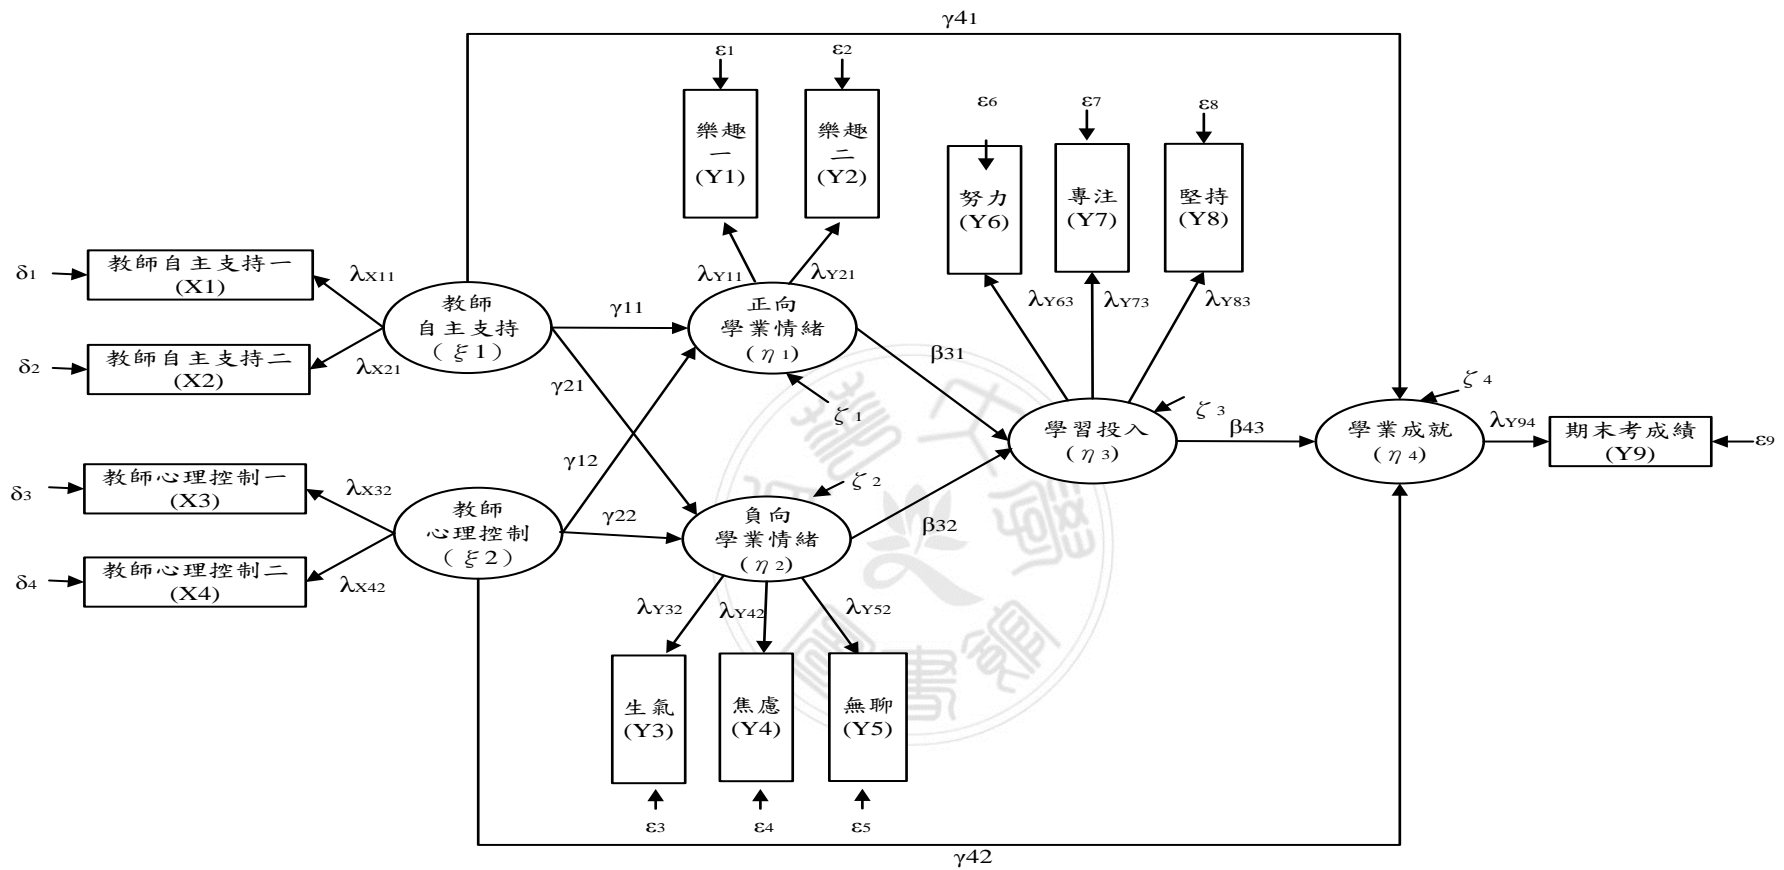 γ41
ε1
ε2
樂趣
一
(Y1)
樂趣
二
(Y2)
ε6
ε7
ε8
努力
(Y6)
專注
(Y7)
堅持
(Y8)
δ1
教師自主支持一
(X1)
λX11
δ2
教師自主支持二
(X2)
λX21
教師
自主支持
(ξ1)
γ11
γ21
λY11
λY21
正向
學業情緒
(η1)
ζ1
λY63
λY73
λY83
β31
學習投入
(η3)
ζ3
β43
學業成就
(η4)
ζ4
λY94
期末考成績
(Y9)
ε9
δ3
教師心理控制一
(X3)
λX32
δ4
教師心理控制二
(X4)
λX42
教師
心理控制
(ξ2)
γ12
γ22
負向
學業情緒
(η2)
ζ2
β32
λY32
λY42
λY52
生氣
(Y3)
焦慮
(Y4)
無聊
(Y5)
ε3
ε4
ε5
γ42